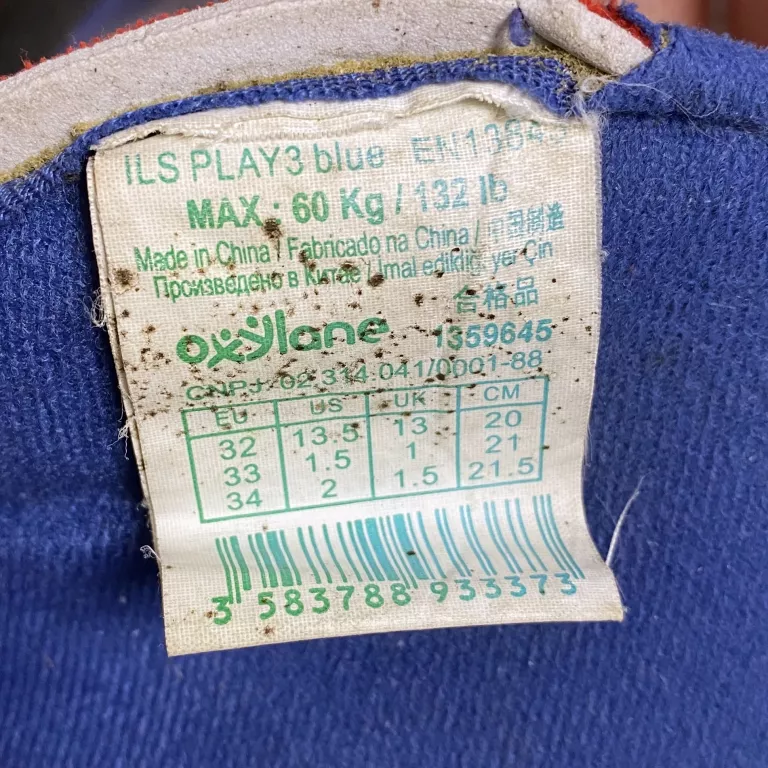 ILS PLAY3 blue EN13843
MAX : 60 Kg / 132 lb
Made in China / Fabricado na China / 中国制造
Произведено в Китае / Imal edildiği yer Çin
合格品
oxylane 1359645
CNPJ 02.314.041/0001-88
EU US UK CM
32 13.5 13 20
33 1.5 1 21
34 2 1.5 21.5
3 583788 933373